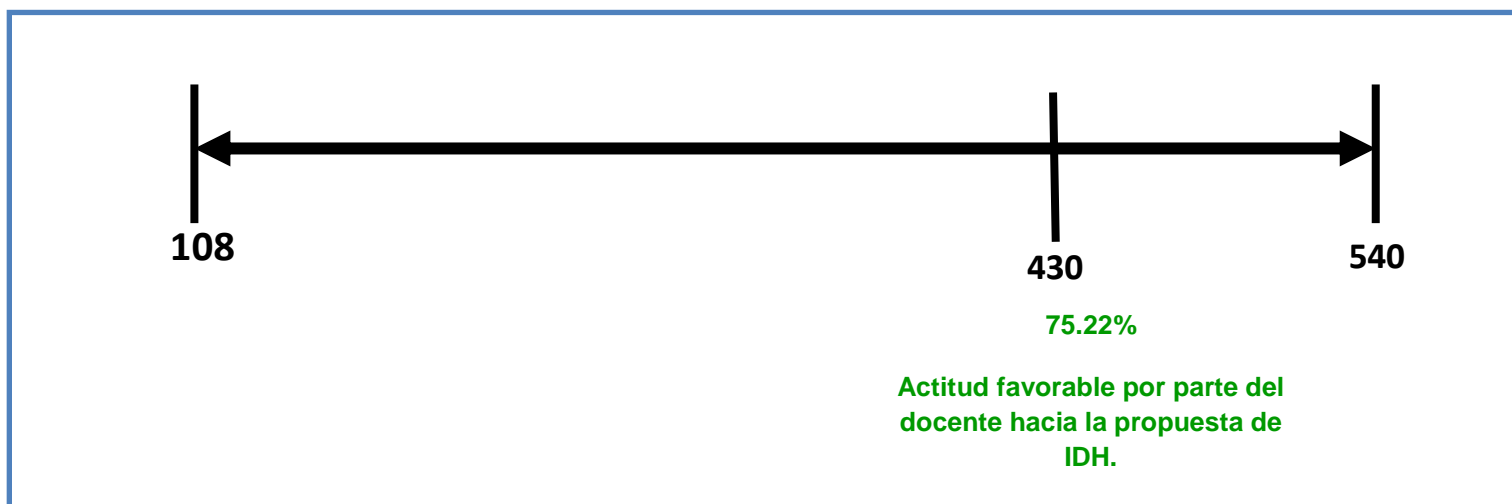 108
430
540
75.22%
Actitud favorable por parte del
docente hacia la propuesta de
IDH.